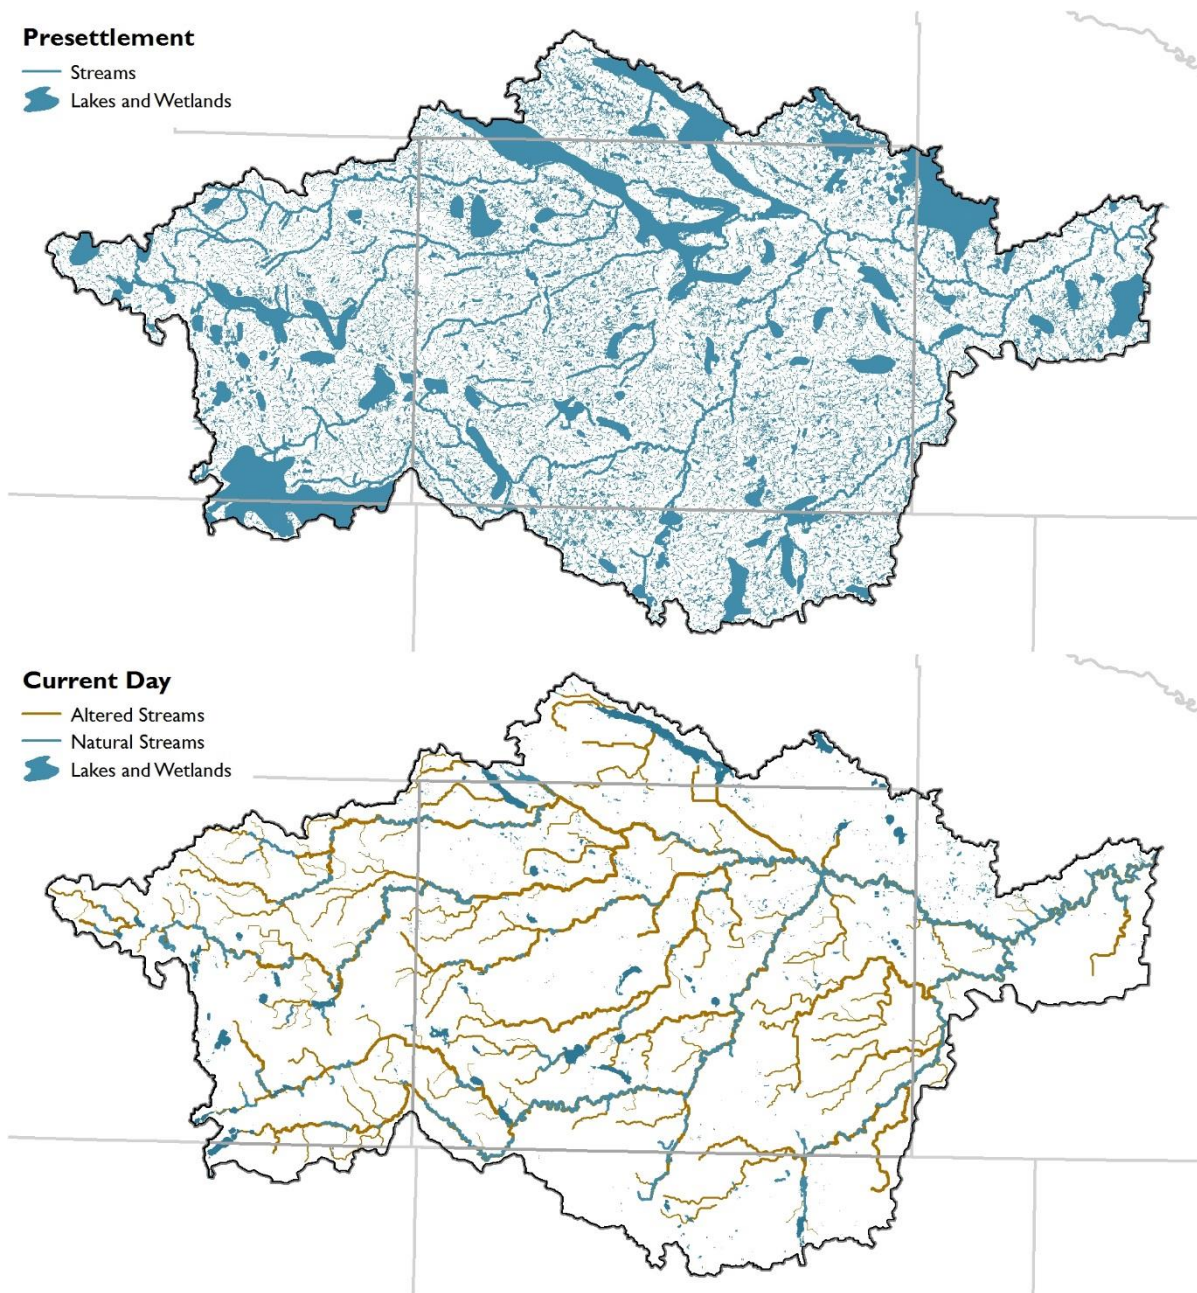 Presettlement
Streams
Lakes and Wetlands
Current Day
Altered Streams
Natural Streams
Lakes and Wetlands